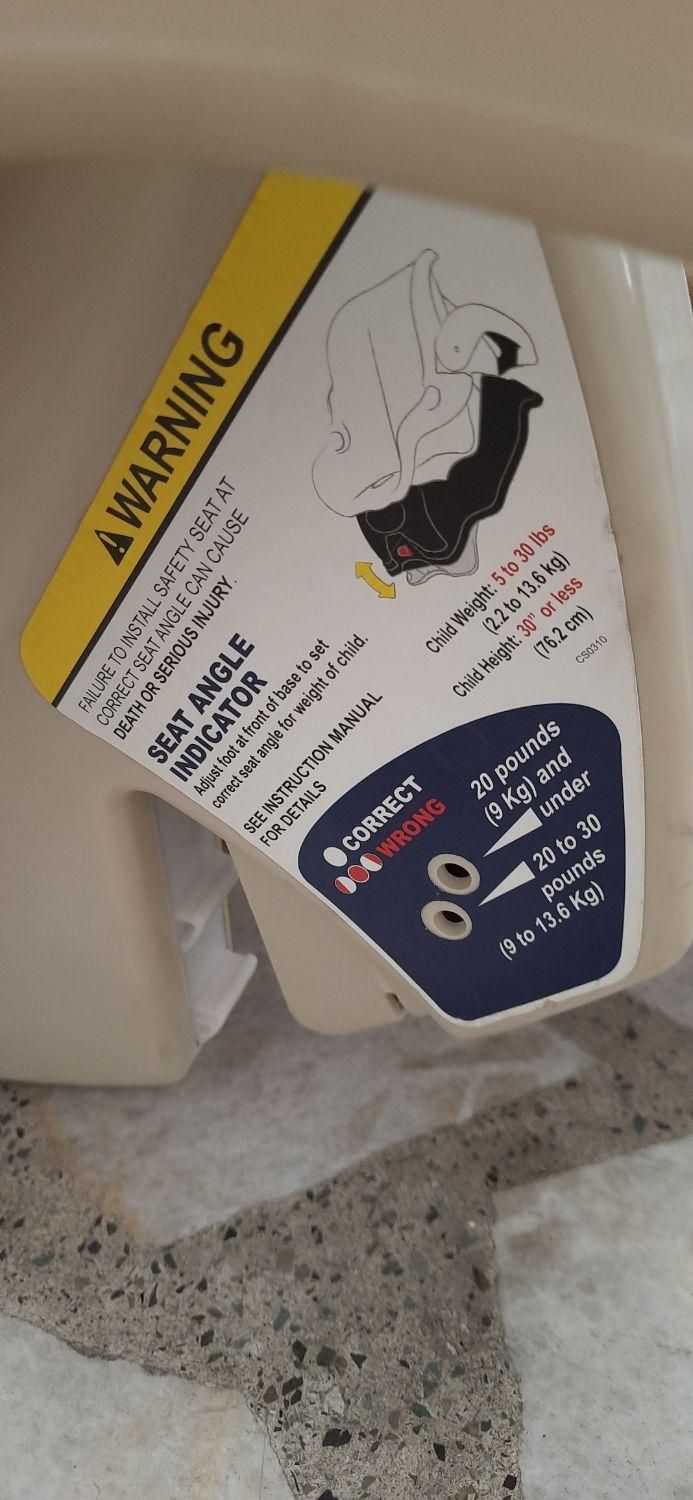 WARNING
FAILURE TO INSTALL SAFETY SEAT AT
CORRECT SEAT ANGLE CAN CAUSE
DEATH OR SERIOUS INJURY.
SEAT ANGLE
INDICATOR
Adjust foot at front of base to set
correct seat angle for weight of child.
SEE INSTRUCTION MANUAL
FOR DETAILS
Child Weight: 5 to 30 lbs
(2.2 to 13.6 kg)
Child Height: 30" or less
(76.2 cm)
CS0310
CORRECT
WRONG
20 pounds
(9 Kg) and
under
20 to 30
pounds
(9 to 13.6 Kg)